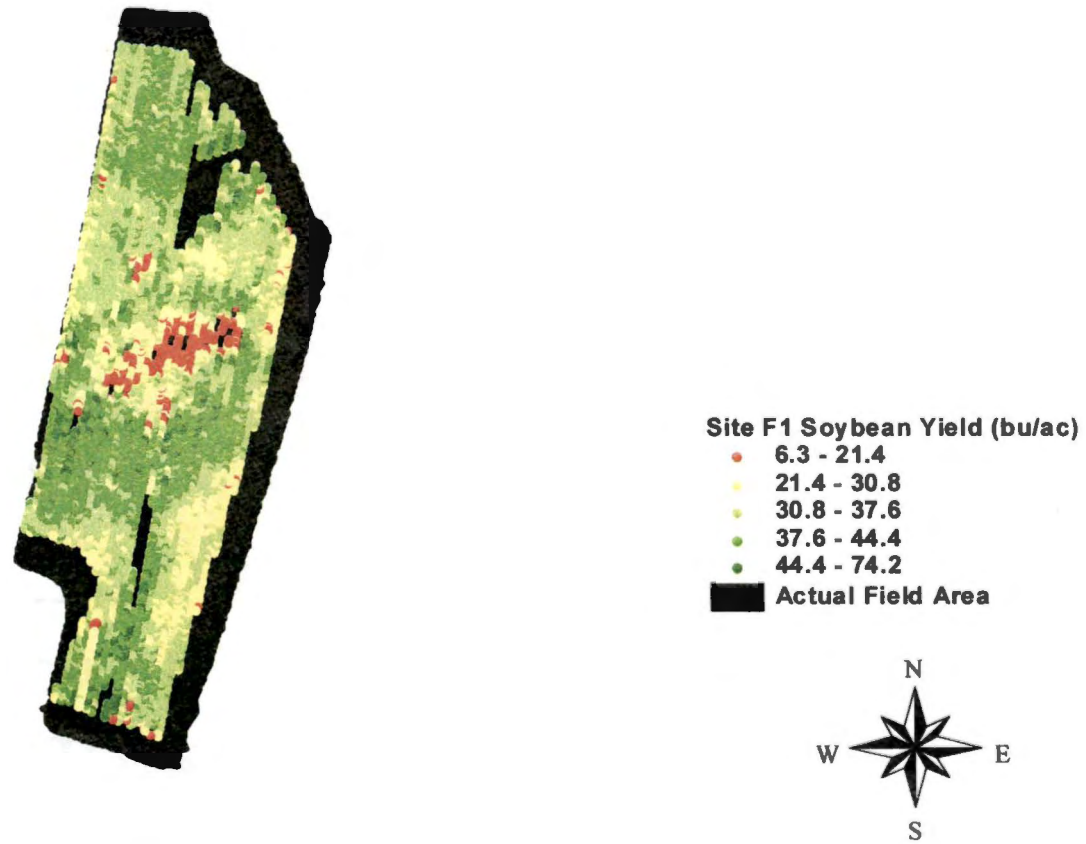 Site F1 Soybean Yield (bu/ac)
6.3 - 21.4
21.4 - 30.8
30.8 - 37.6
37.6 - 44.4
44.4 - 74.2
Actual Field Area
N
W E
S